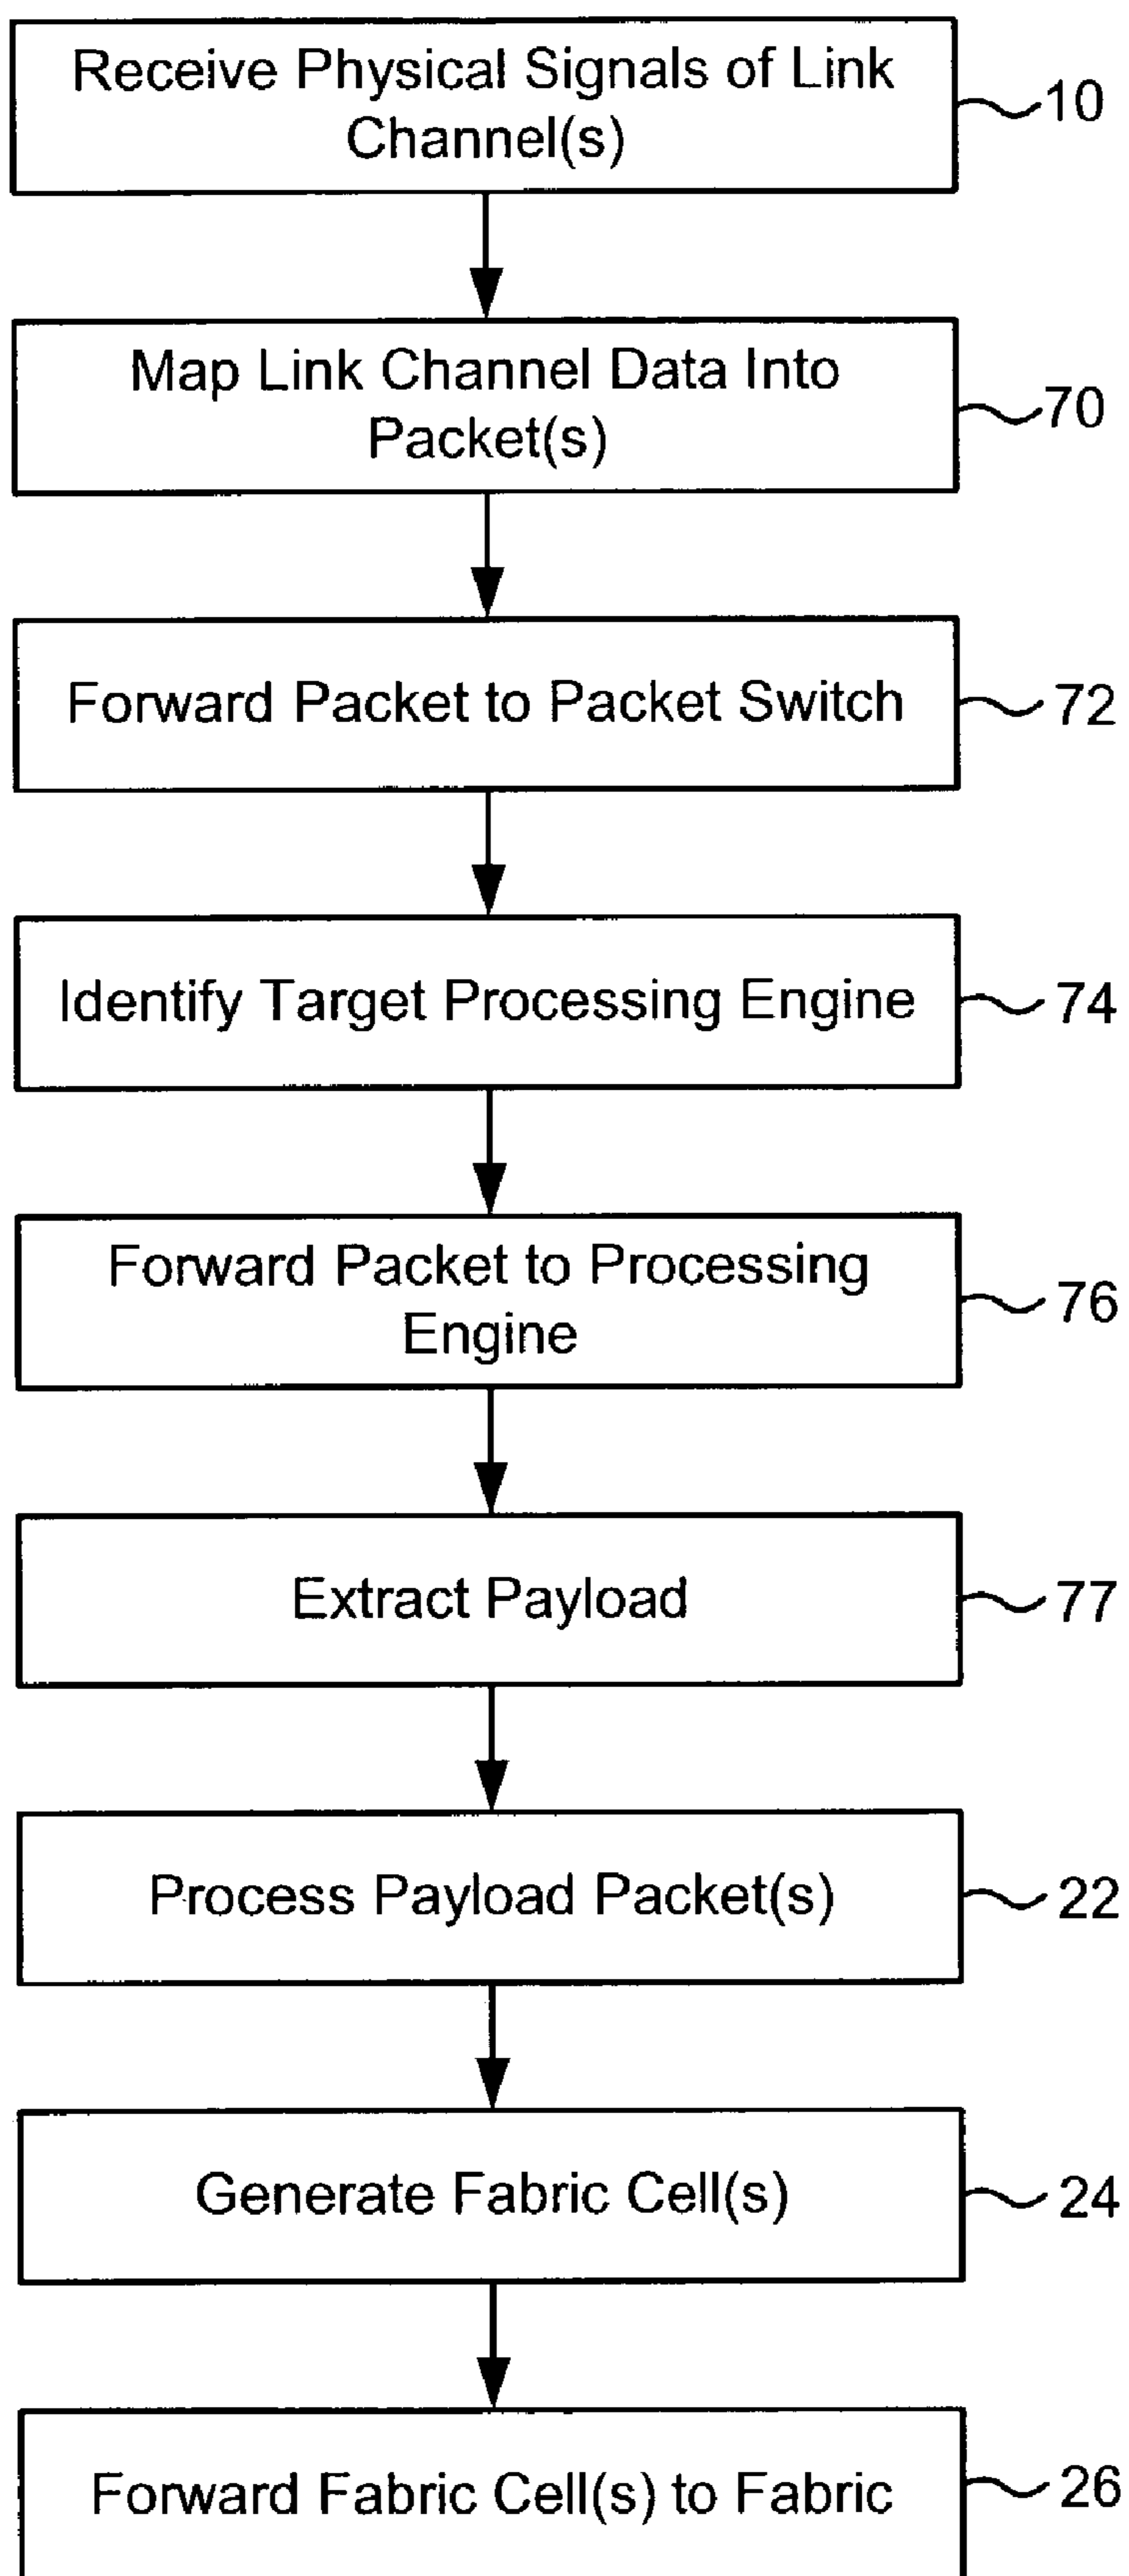 Receive Physical Signals of Link
Channel(s)
10
Map Link Channel Data Into
Packet(s)
70
Forward Packet to Packet Switch
72
Identify Target Processing Engine
74
Forward Packet to Processing
Engine
76
Extract Payload
77
Process Payload Packet(s)
22
Generate Fabric Cell(s)
24
Forward Fabric Cell(s) to Fabric
26